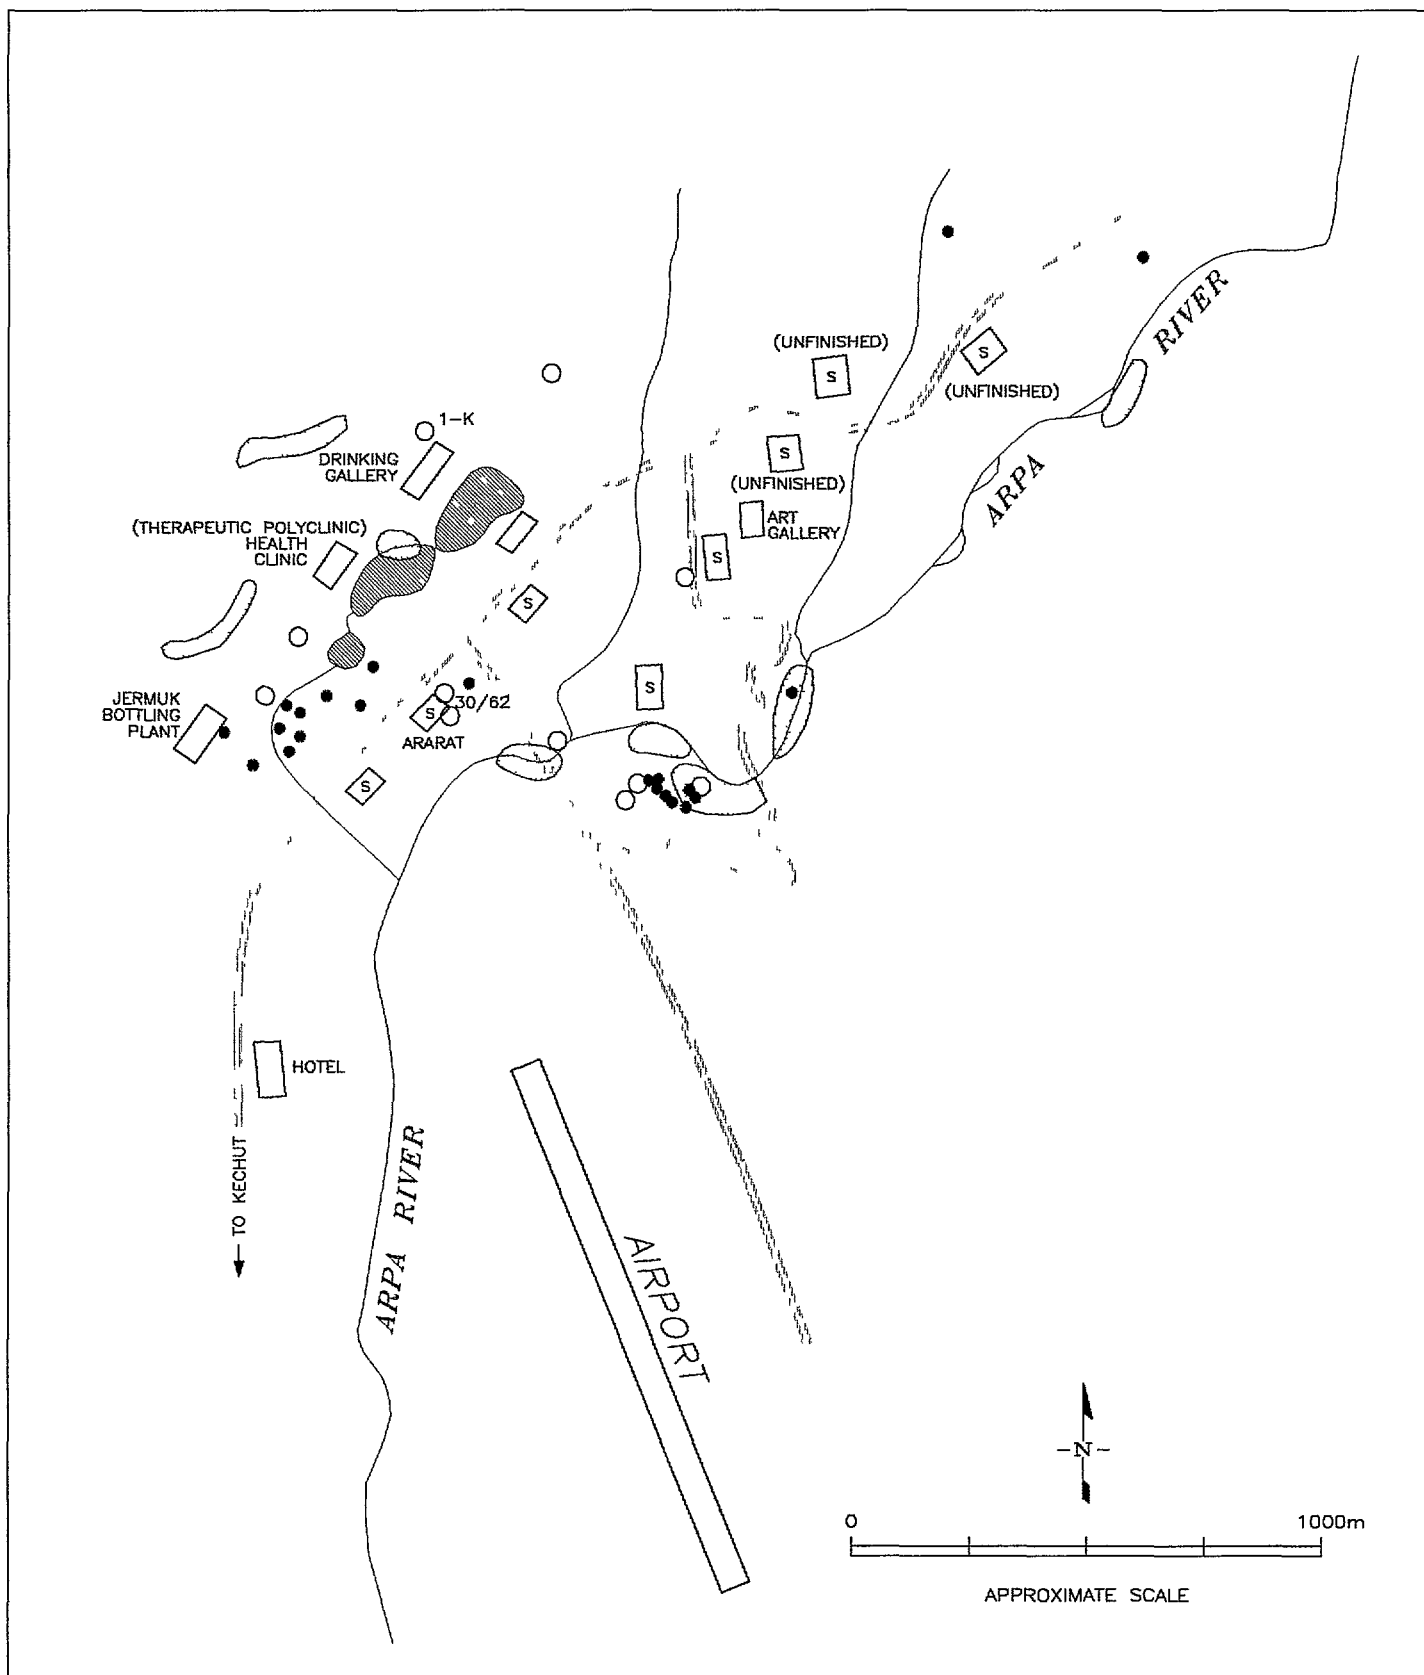 RIVER
(UNFINISHED)
S
S
(UNFINISHED)
1-K
DRINKING
GALLERY
S
(UNFINISHED)
ARPA
(THERAPEUTIC POLYCLINIC)
HEALTH
CLINIC
ART
GALLERY
S
S
S
JERMUK
BOTTLING
PLANT
30/62
S
ARARAT
S
HOTEL
TO KECHUT
ARPA RIVER
AIRPORT
-N-
0 1000m
APPROXIMATE SCALE